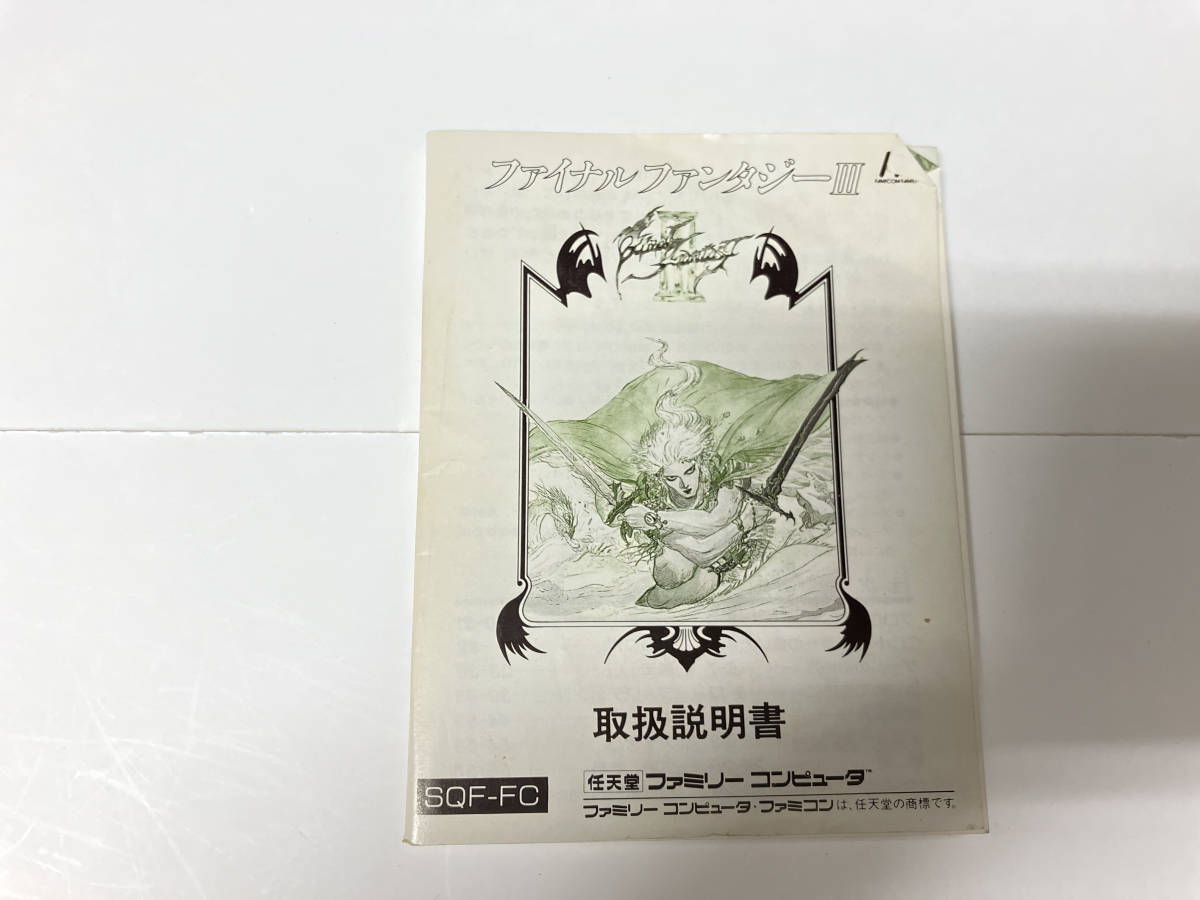 ファイナルファンタジーIII
Final Fantasy
III
取扱説明書
SQF-FC
任天堂 ファミリー コンピュータ™
ファミリー コンピュータ・ファミコンは、任天堂の商標です。